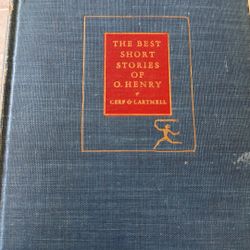 THE BEST
SHORT
STORIES
OF
O. HENRY
CERF & CARTMELL